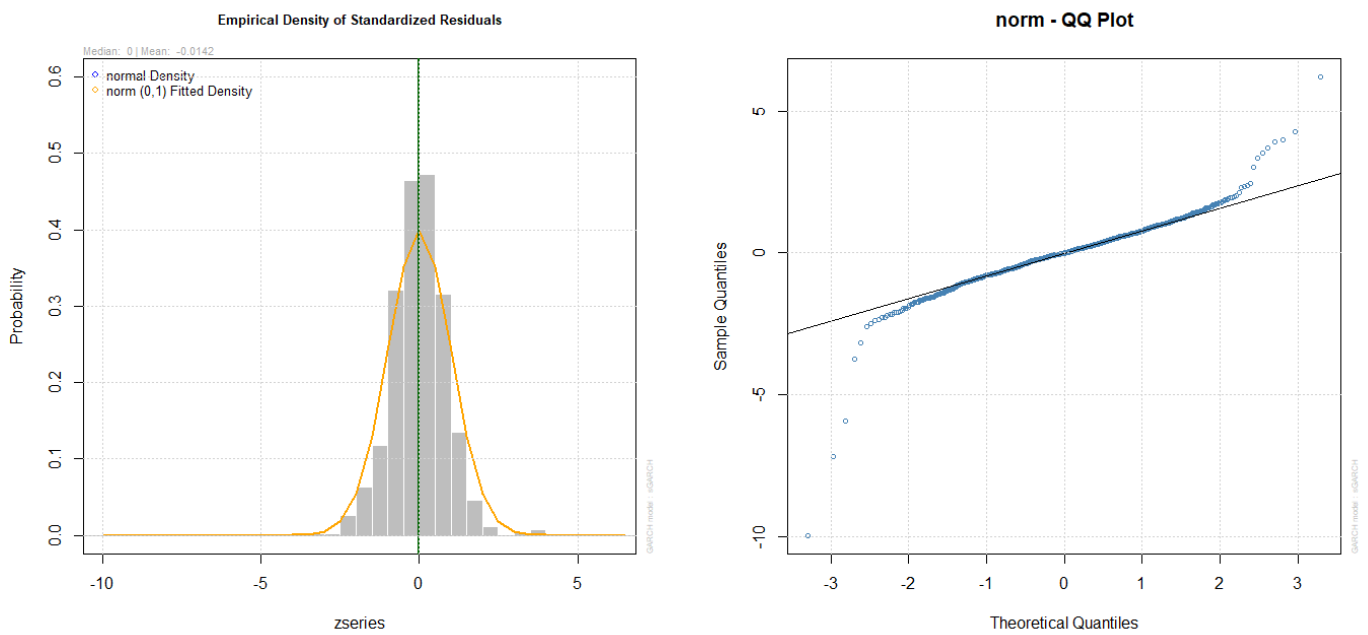 Empirical Density of Standardized Residuals
Median: 0 | Mean: -0.0142
normal Density
norm (0,1) Fitted Density
0.6
0.5
0.4
0.3
0.2
0.1
0.0
Probability
-10
-5
0
5
zseries
GARCH model : sGARCH
norm - QQ Plot
5
0
-5
-10
Sample Quantiles
-3
-2
-1
0
1
2
3
Theoretical Quantiles
GARCH model : sGARCH